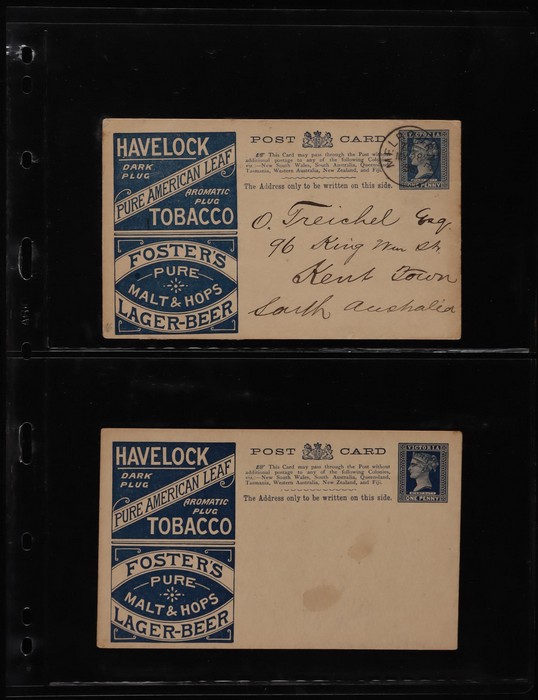 HAVELOCK
DARK
PLUG
PURE AMERICAN LEAF
AROMATIC
PLUG
TOBACCO
FOSTER'S
PURE
MALT & HOPS
LAGER-BEER
POST CARD
This Card may pass through the Post without
additional postage to any of the following Colonies,
viz.—New South Wales, South Australia, Queensland,
Tasmania, Western Australia, New Zealand, and Fiji.
The Address only to be written on this side.
VICTORIA
ONE PENNY
MEL
O. Treichel Esq.
96 King Wm St.
Kent Town
South Australia
HAVELOCK
DARK
PLUG
PURE AMERICAN LEAF
AROMATIC
PLUG
TOBACCO
FOSTER'S
PURE
MALT & HOPS
LAGER-BEER
POST CARD
This Card may pass through the Post without
additional postage to any of the following Colonies,
viz.—New South Wales, South Australia, Queensland,
Tasmania, Western Australia, New Zealand, and Fiji.
The Address only to be written on this side.
VICTORIA
ONE PENNY